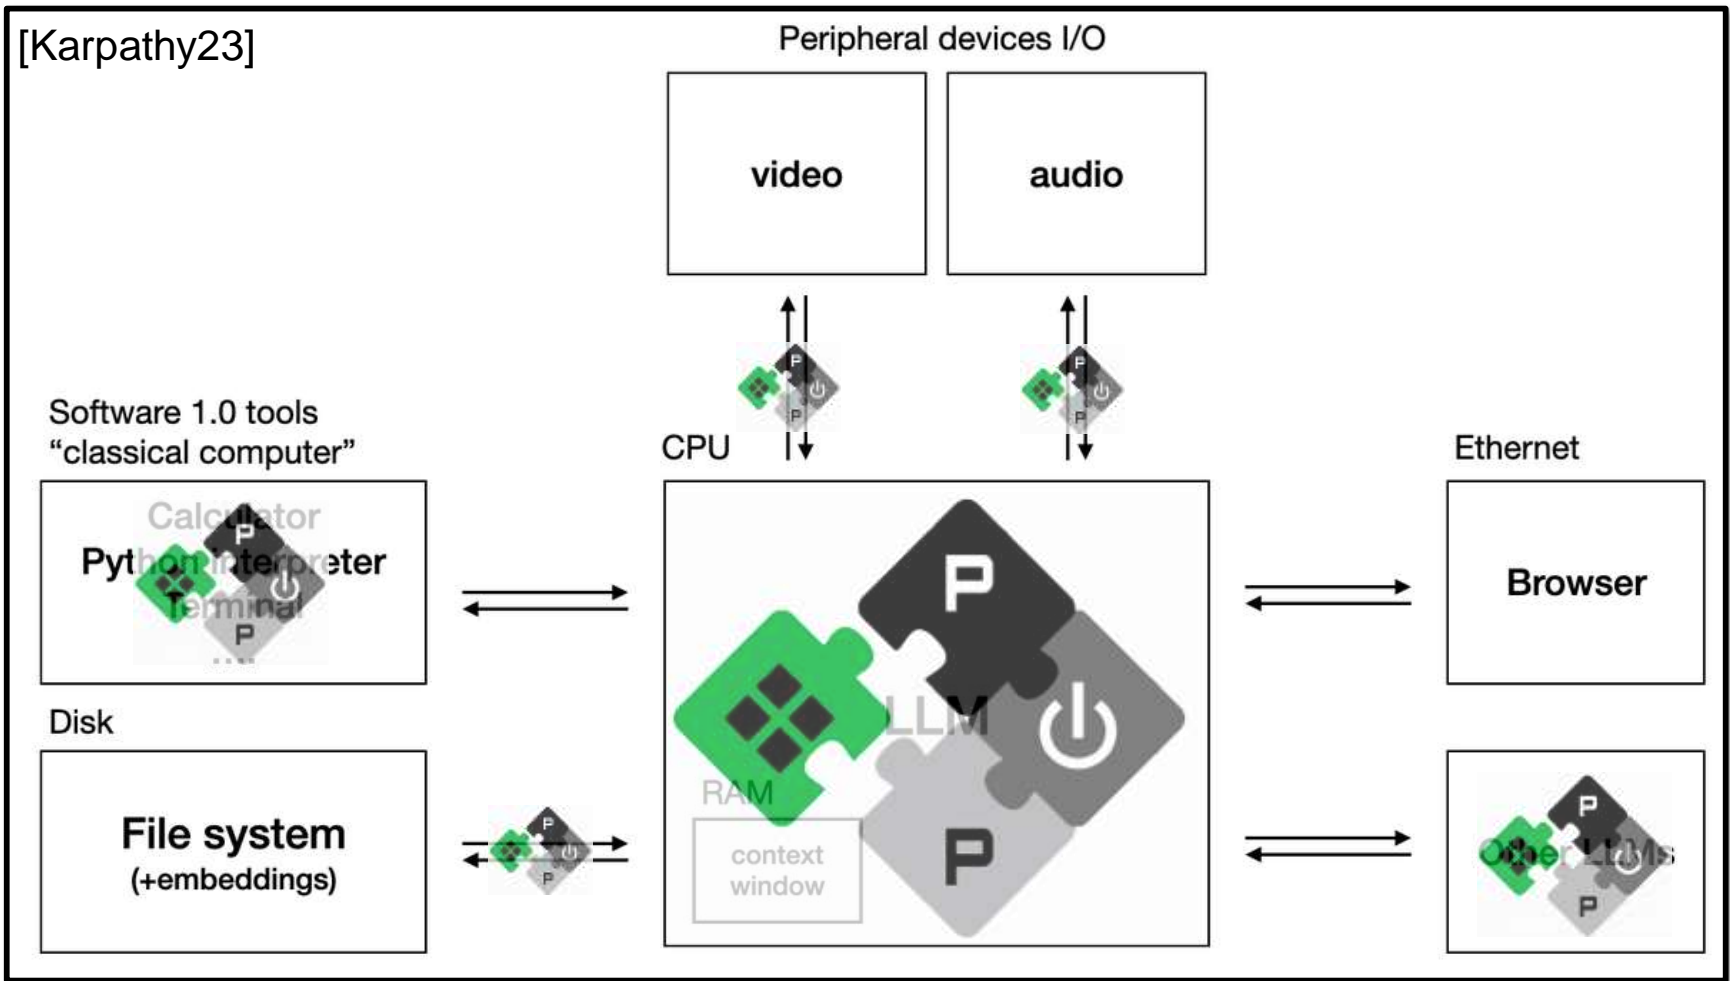 [Karpathy23]
Peripheral devices I/O
video
audio
P
P
P
P
Software 1.0 tools
“classical computer”
Calculator
Python interpreter
Terminal
....
P
P
CPU
P
LLM
P
RAM
context
window
Ethernet
Browser
Disk
File system
(+embeddings)
P
P
P
Other LLMs
P